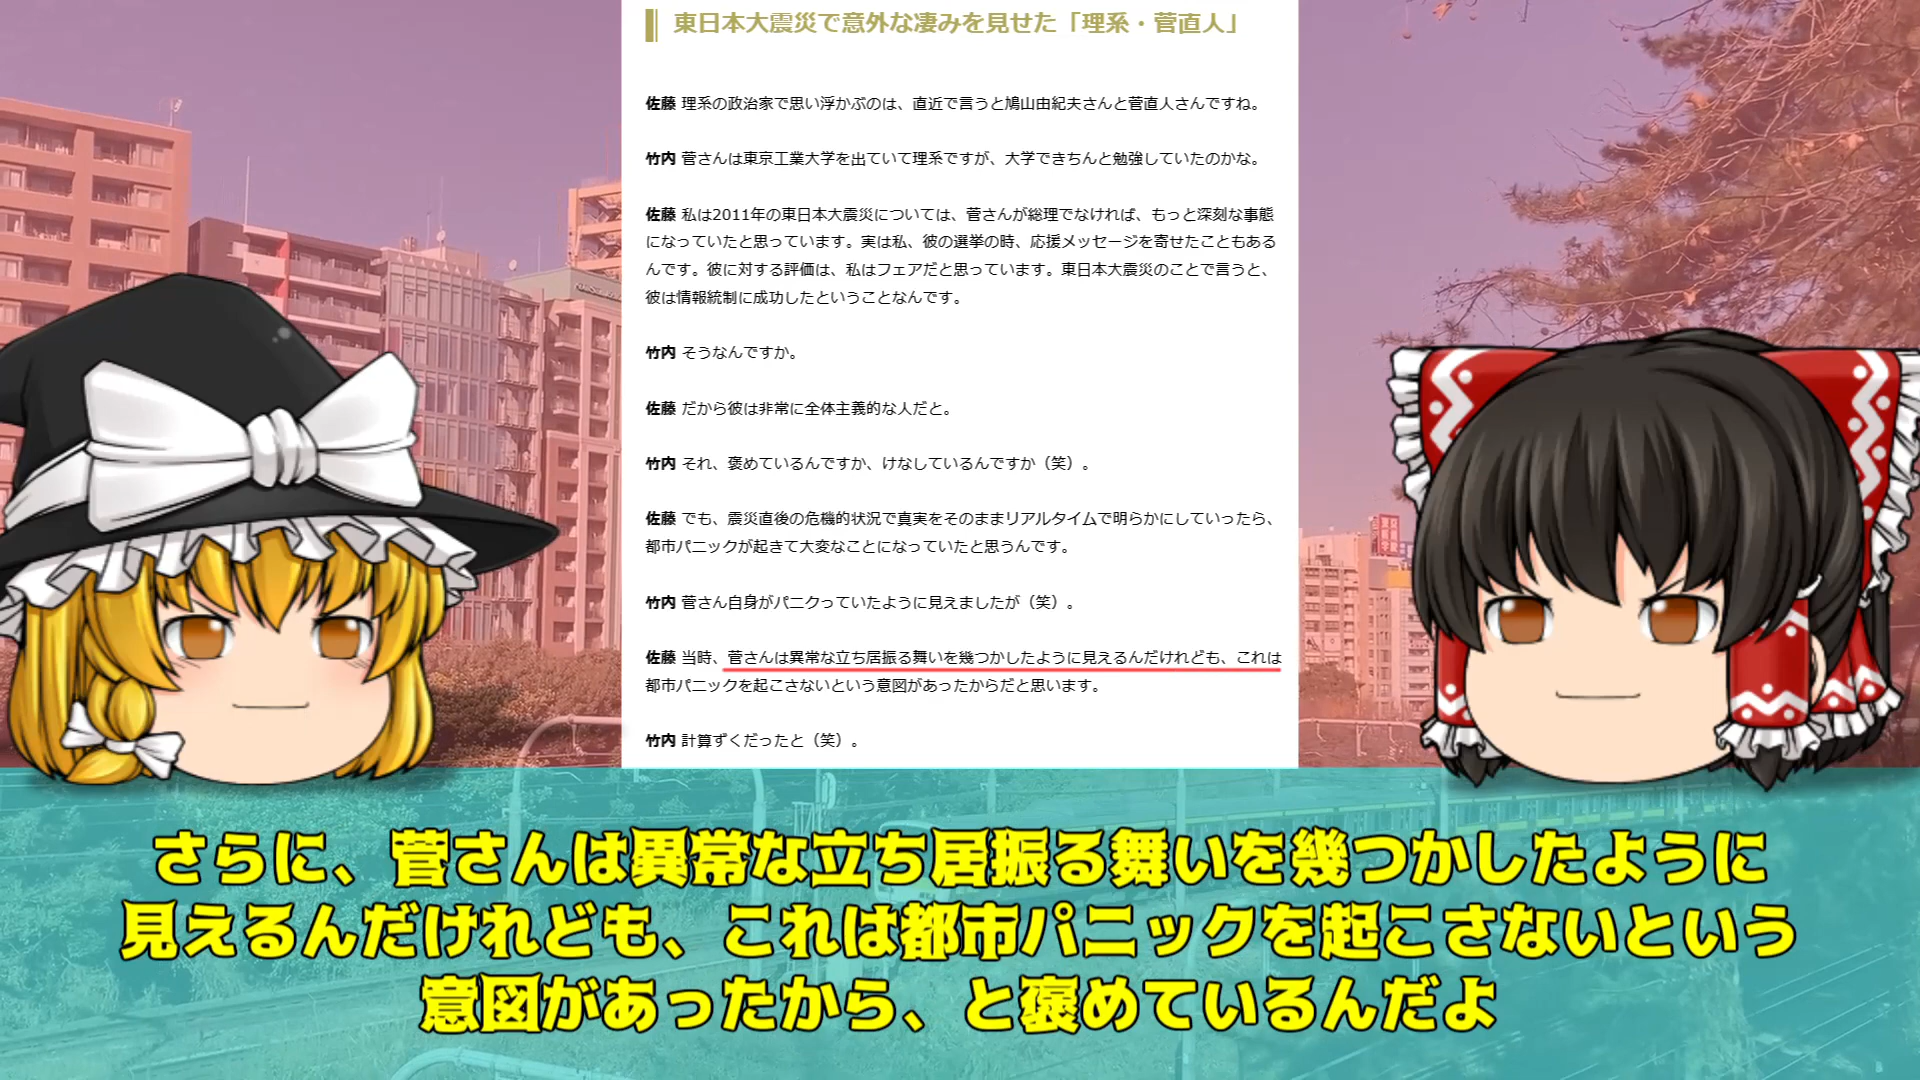 東日本大震災で意外な凄みを見せた「理系・菅直人」
佐藤 理系の政治家で思い浮かぶのは、直近で言うと鳩山由紀夫さんと菅直人さんですね。
竹内 菅さんは東京工業大学を出ていて理系ですが、大学できちんと勉強していたのかな。
佐藤 私は2011年の東日本大震災については、菅さんが総理でなければ、もっと深刻な事態
になっていたと思っています。実は私、彼の選挙の時、応援メッセージを寄せたこともある
んです。彼に対する評価は、私はフェアだと思っています。東日本大震災のことで言うと、
彼は情報統制に成功したということなんです。
竹内 そうなんですか。
佐藤 だから彼は非常に全体主義的な人だと。
竹内 それ、褒めているんですか、けなしているんですか（笑）。
佐藤 でも、震災直後の危機的状況で真実をそのままリアルタイムで明らかにしていったら、
都市パニックが起きて大変なことになっていたと思うんです。
竹内 菅さん自身がパニクっていたように見えましたが（笑）。
佐藤 当時、菅さんは異常な立ち居振る舞いを幾つかしたように見えるんだけれども、これは
都市パニックを起こさないという意図があったからだと思います。
竹内 計算ずくだったと（笑）。
さらに、菅さんは異常な立ち居振る舞いを幾つかしたように
見えるんだけれども、これは都市パニックを起こさないという
意図があったから、と褒めているんだよ